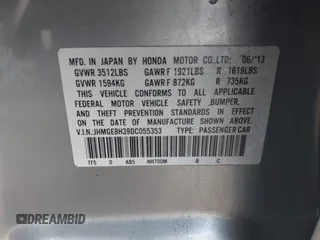 MFD. IN JAPAN BY HONDA MOTOR CO.,LTD. 06/13
GVWR 3512LBS GAWR F 1921LBS R 1619LBS
GVWR 1594KG GAWR F 872KG R 735KG
THIS VEHICLE CONFORMS TO ALL APPLICABLE
FEDERAL MOTOR VEHICLE SAFETY ,BUMPER,
AND THEFT PREVENTION STANDARDS IN EFFECT
ON THE DATE OF MANUFACTURE SHOWN ABOVE.
V.I.N.:JHMGE8H39DC055353 TYPE: PASSENGER CAR
TF5 D AB5 NH700M B C
© DREAMBID